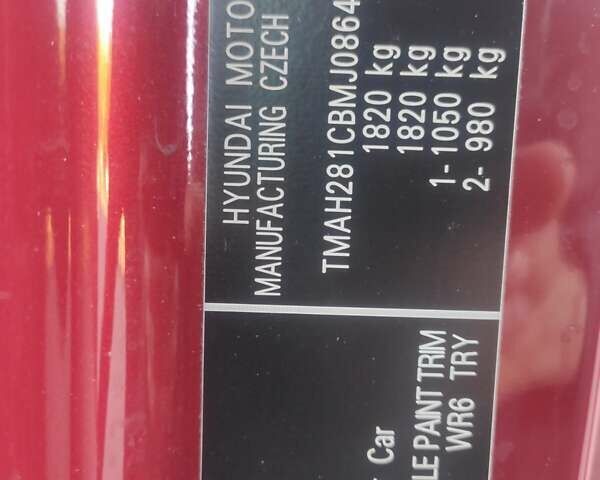 HYUNDAI MOTO
MANUFACTURING CZECH
TMAH281CBMJ0864
1820 kg
1820 kg
1- 1050 kg
2- 980 kg
Car
LE PAINT TRIM
WR6 TRY